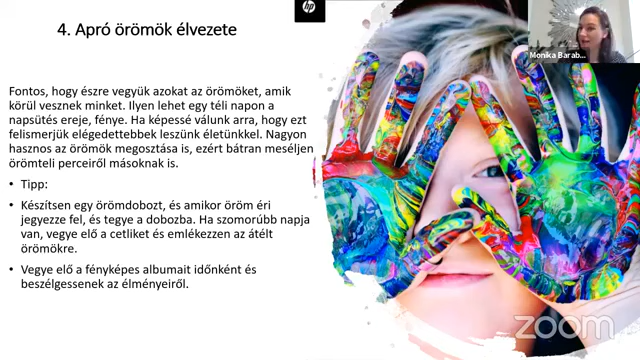 4. Apró örömök élvezete
hp
Monika Barab...
Fontos, hogy észre vegyük azokat az örömöket, amik
körül vesznek minket. Ilyen lehet egy téli napon a
napsütés ereje, fénye. Ha képessé válunk arra, hogy ezt
felismerjük elégedettebbek leszünk életünkkel. Nagyon
hasznos az örömök megosztása is, ezért bátran meséljen
örömteli perceiről másoknak is.
• Tipp:
• Készítsen egy örömdobozt, és amikor öröm éri
jegyezze fel, és tegye a dobozba. Ha szomorúbb napja
van, vegye elő a cetliket és emlékezzen az átélt
örömökre.
• Vegye elő a fényképes albumait időnként és
beszélgessenek az élményeiről.
zoom